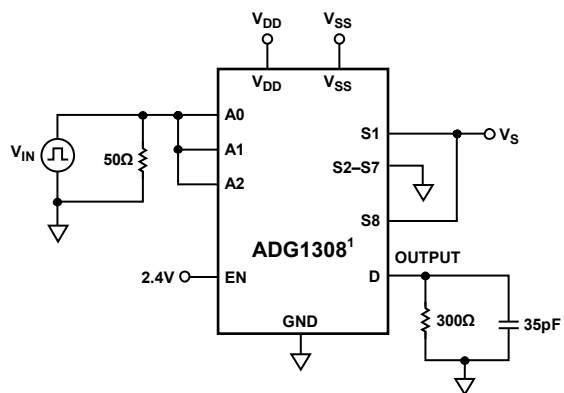 V_DD V_SS
V_DD V_SS
A0
A1
A2
V_IN
50Ω
S1
V_S
S2–S7
S8
ADG1308¹
OUTPUT
2.4V
EN
D
GND
300Ω
35pF